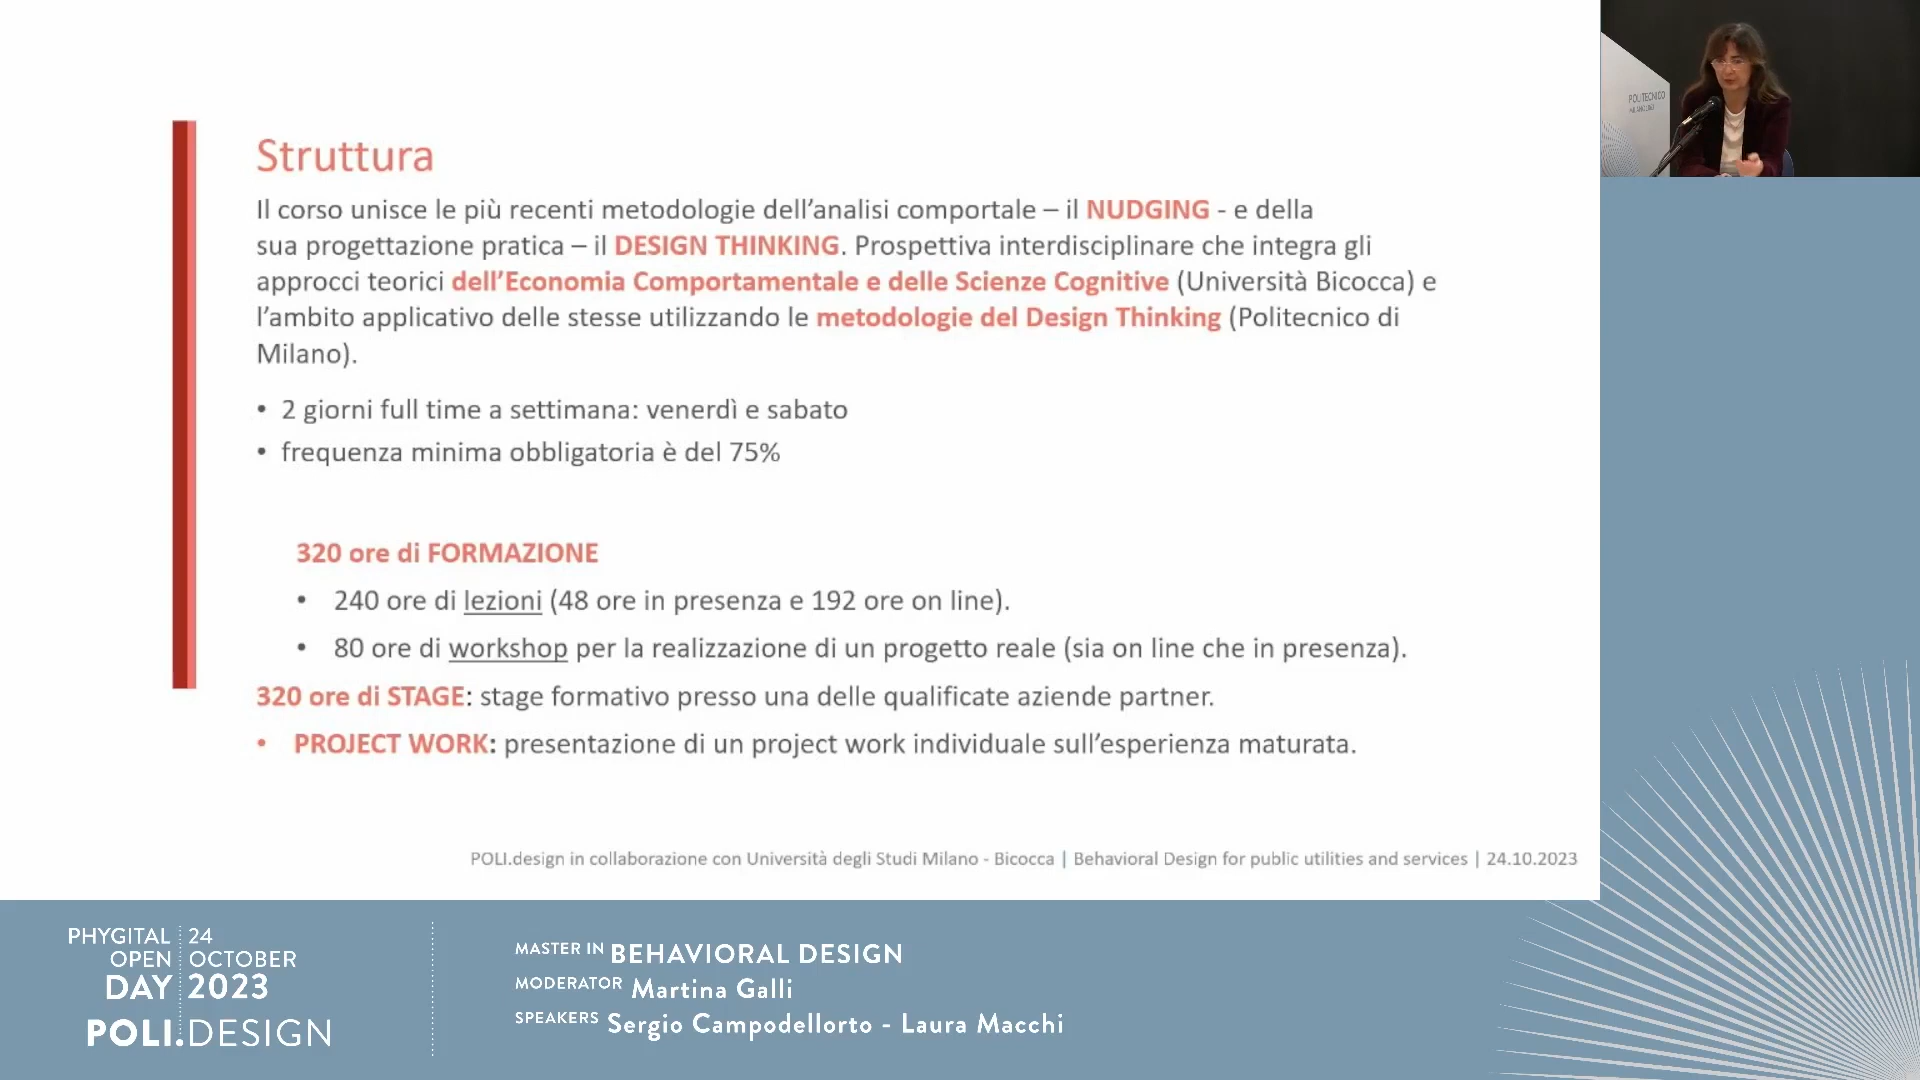 Struttura
Il corso unisce le più recenti metodologie dell'analisi comportale – il NUDGING - e della
sua progettazione pratica – il DESIGN THINKING. Prospettiva interdisciplinare che integra gli
approcci teorici dell'Economia Comportamentale e delle Scienze Cognitive (Università Bicocca) e
l'ambito applicativo delle stesse utilizzando le metodologie del Design Thinking (Politecnico di
Milano).
• 2 giorni full time a settimana: venerdì e sabato
• frequenza minima obbligatoria è del 75%
320 ore di FORMAZIONE
• 240 ore di lezioni (48 ore in presenza e 192 ore on line).
• 80 ore di workshop per la realizzazione di un progetto reale (sia on line che in presenza).
320 ore di STAGE: stage formativo presso una delle qualificate aziende partner.
• PROJECT WORK: presentazione di un project work individuale sull'esperienza maturata.
POLI.design in collaborazione con Università degli Studi Milano - Bicocca | Behavioral Design for public utilities and services | 24.10.2023
POLITECNICO
MILANO 1863
PHYGITAL 24
OPEN OCTOBER
DAY 2023
POLI.DESIGN
MASTER IN BEHAVIORAL DESIGN
MODERATOR Martina Galli
SPEAKERS Sergio Campodellorto - Laura Macchi